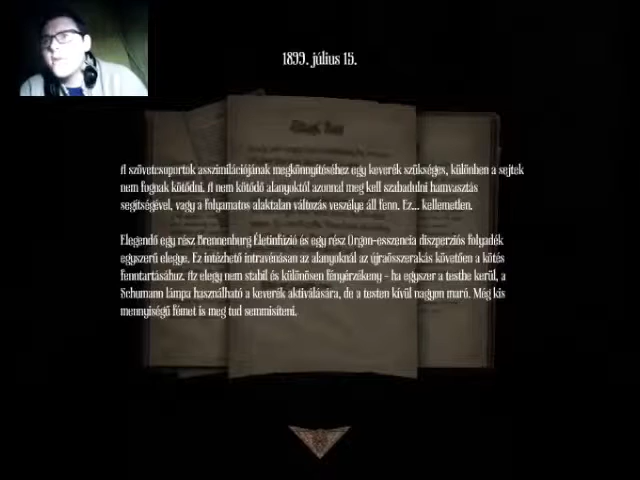 1899. július 15.
A szövetcsoportok asszimilációjának megkönnyítéséhez egy keverék szükséges, különben a sejtek
nem fognak kötődni. A nem kötődő alanyoktól azonnal meg kell szabadulni hamvasztás
segítségével, vagy a folyamatos alaktalan változás veszélye áll fenn. Ez... kellemetlen.
Elegendő egy rész Brennenburg Életinfúzió és egy rész Orgon-esszencia diszperziós folyadék
egyszerű elegye. Ez intézhető intravénásan az alanyoknál az újraösszerakás követően a kötés
fenntartásához. Az elegy nem stabil és különösen fényérzékeny - ha egyszer a testbe kerül, a
Schumann lámpa használható a keverék aktiválására, de a testen kívül nagyon maró. Még kis
mennyiségű fémet is meg tud semmisíteni.